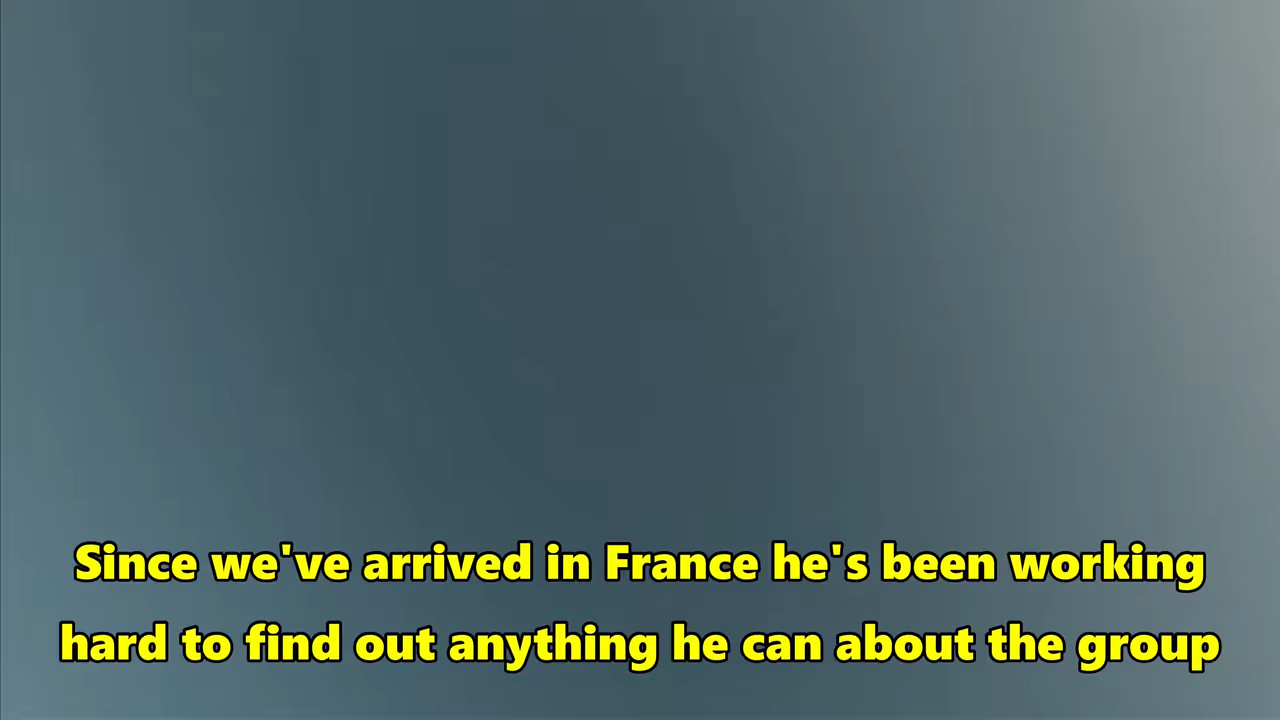 Since we've arrived in France he's been working
hard to find out anything he can about the group